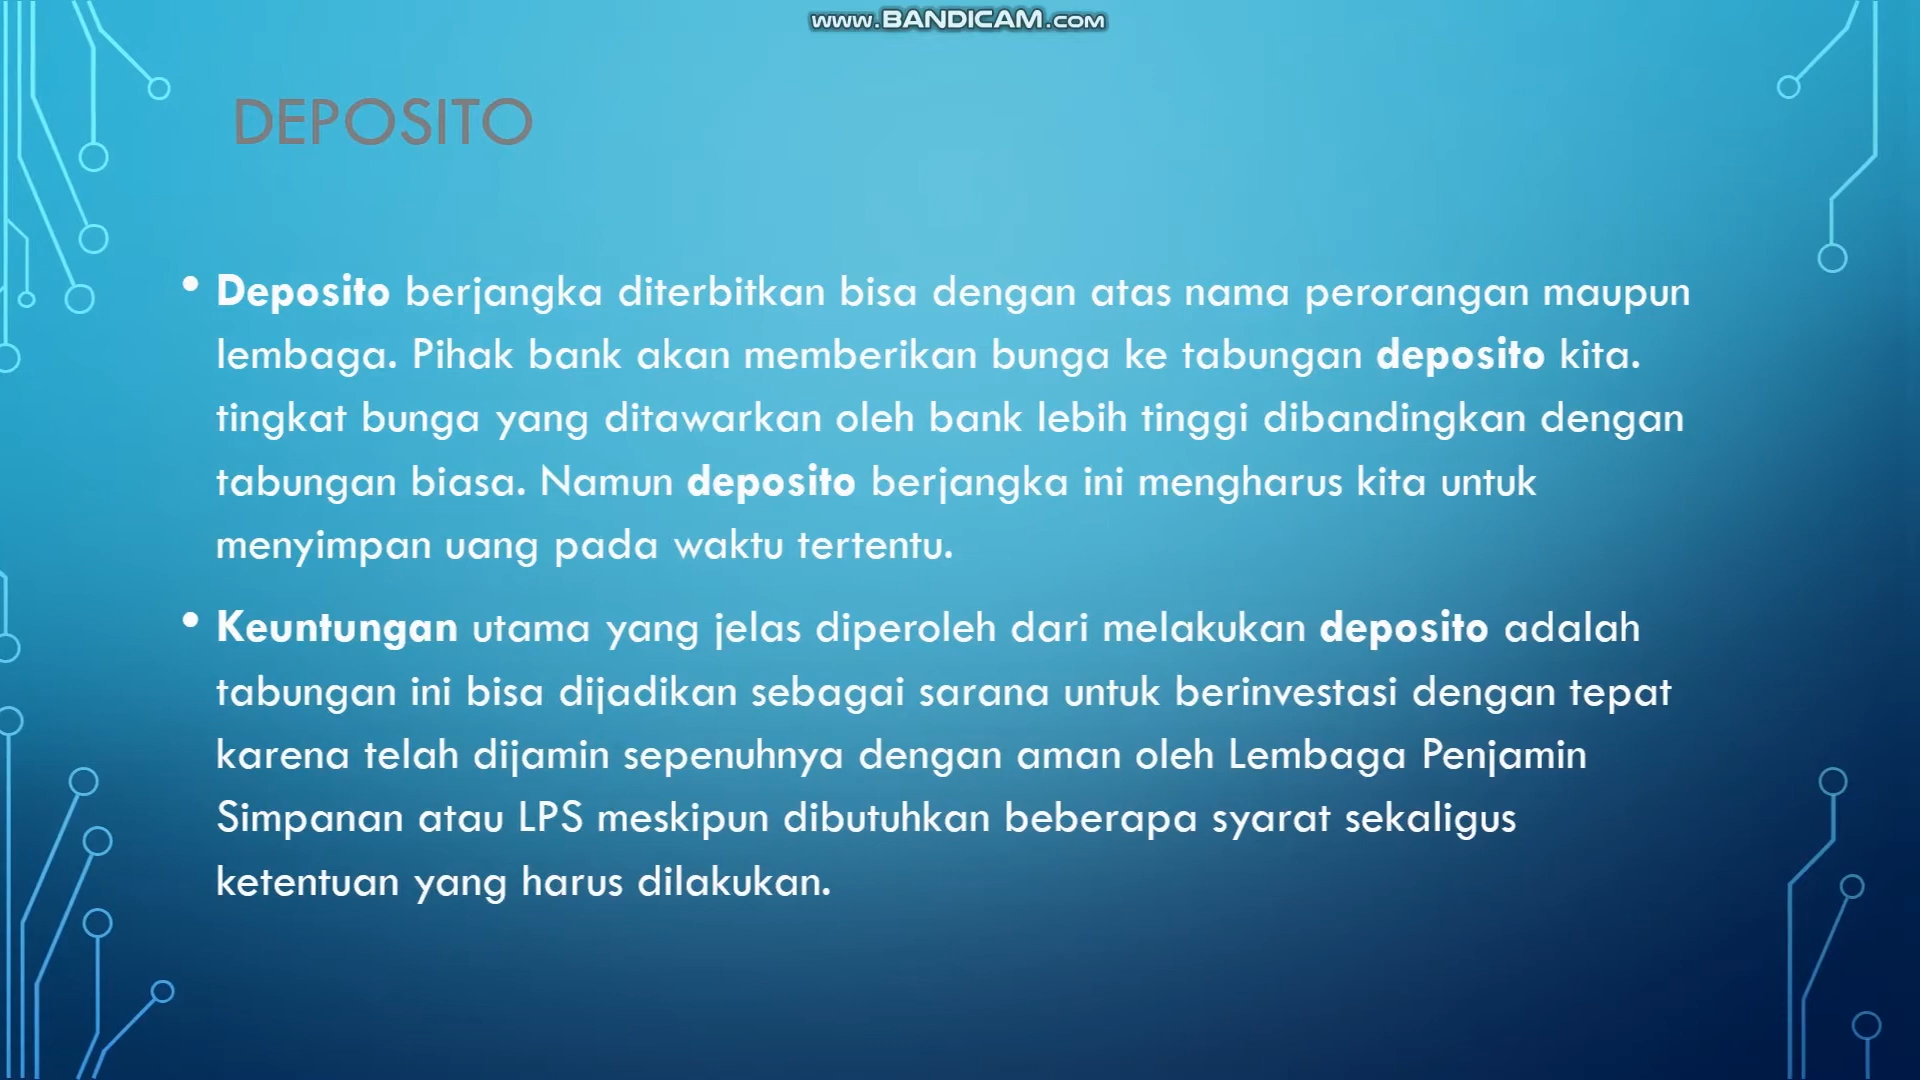 www.BANDICAM.com
DEPOSITO
• Deposito berjangka diterbitkan bisa dengan atas nama perorangan maupun
lembaga. Pihak bank akan memberikan bunga ke tabungan deposito kita.
tingkat bunga yang ditawarkan oleh bank lebih tinggi dibandingkan dengan
tabungan biasa. Namun deposito berjangka ini mengharus kita untuk
menyimpan uang pada waktu tertentu.
• Keuntungan utama yang jelas diperoleh dari melakukan deposito adalah
tabungan ini bisa dijadikan sebagai sarana untuk berinvestasi dengan tepat
karena telah dijamin sepenuhnya dengan aman oleh Lembaga Penjamin
Simpanan atau LPS meskipun dibutuhkan beberapa syarat sekaligus
ketentuan yang harus dilakukan.